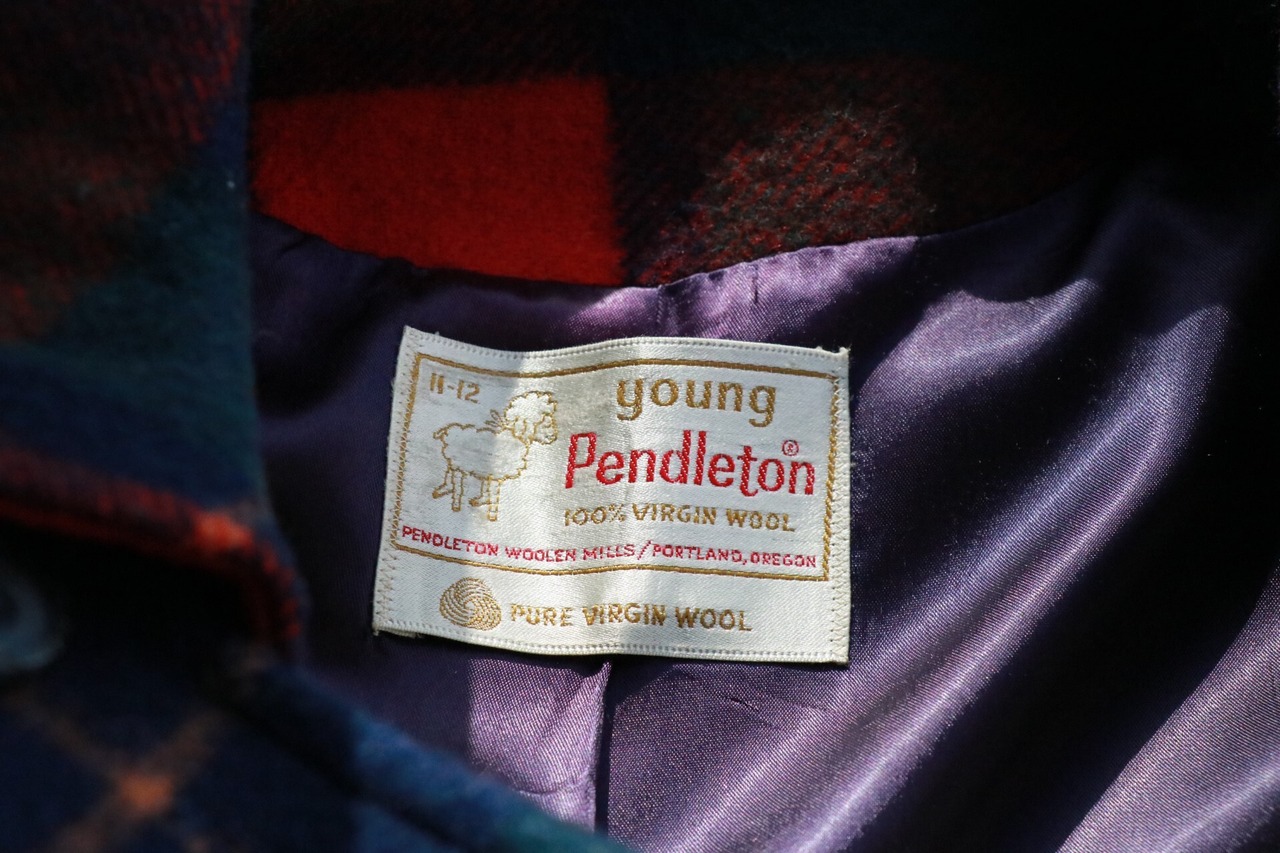 11-12
young
Pendleton®
100% VIRGIN WOOL
PENDLETON WOOLEN MILLS/PORTLAND, OREGON
PURE VIRGIN WOOL